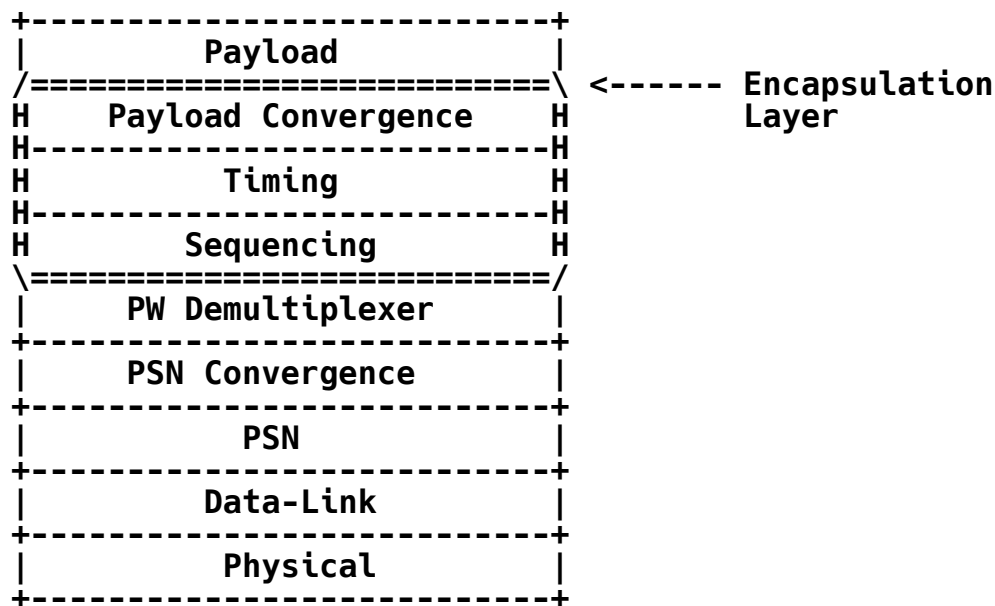 +---------------------------+
|         Payload           |
/===========================\ <------ Encapsulation
H    Payload Convergence    H         Layer
H---------------------------H
H          Timing           H
H---------------------------H
H        Sequencing         H
\===========================/
|     PW Demultiplexer      |
+---------------------------+
|     PSN Convergence       |
+---------------------------+
|           PSN             |
+---------------------------+
|         Data-Link         |
+---------------------------+
|          Physical         |
+---------------------------+